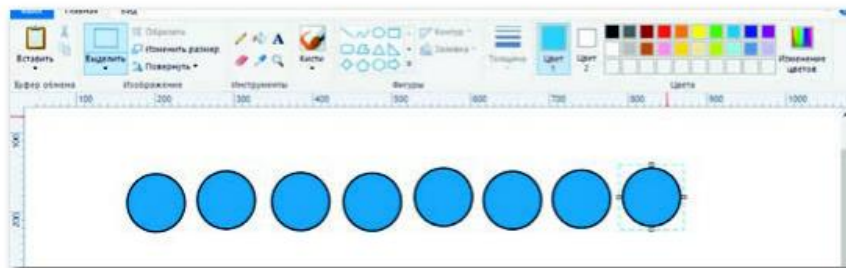 Главная Вид
Вставить
Выделить
Обрезать
Изменить размер
Повернуть
A
Кисти
Контур
Заливка
Толщина
Цвет 1
Цвет 2
Изменение цветов
Буфер обмена Изображение Инструменты Фигуры Цвета
100 200 300 400 500 600 700 800 900 1000
100
200